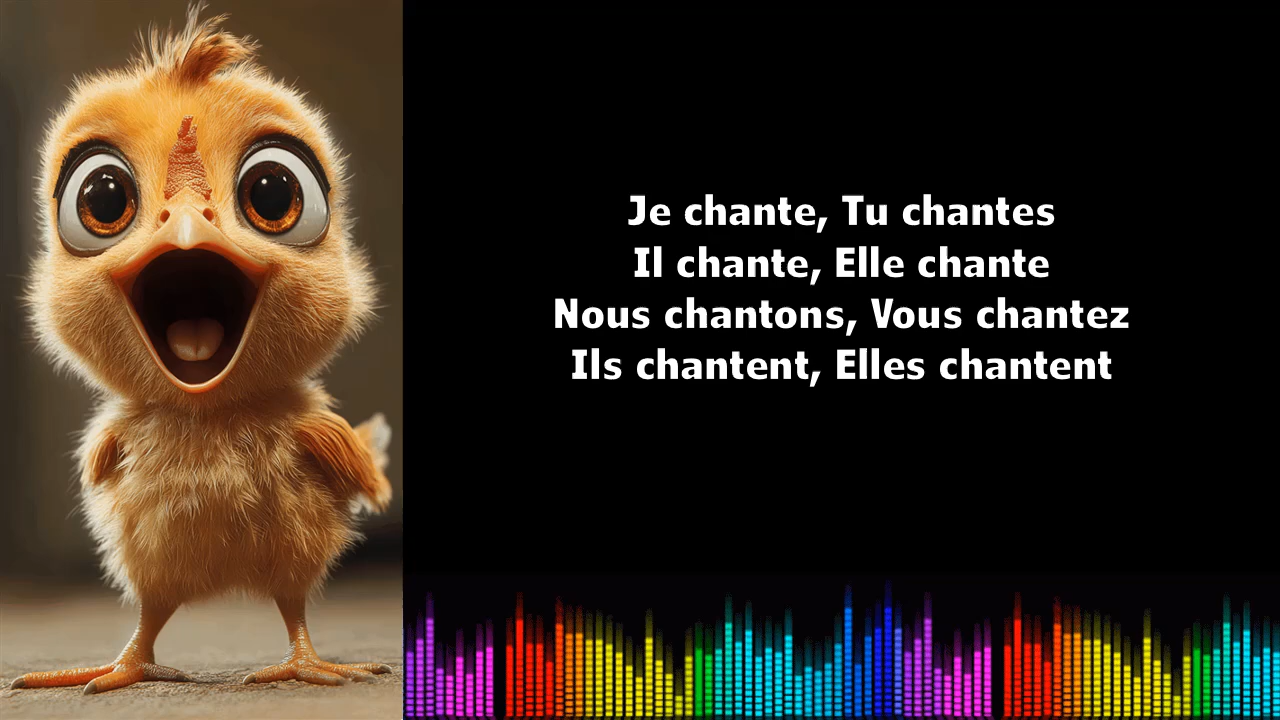 Je chante, Tu chantes
Il chante, Elle chante
Nous chantons, Vous chantez
Ils chantent, Elles chantent